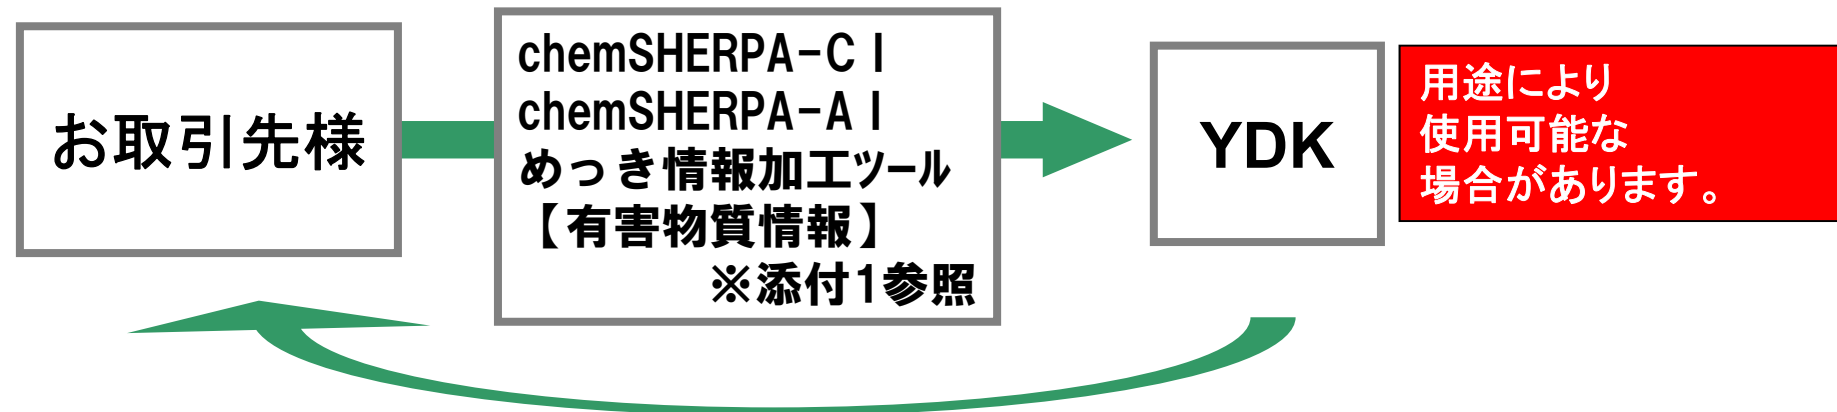 お取引先様
chemSHERPA-CI
chemSHERPA-AI
めっき情報加工ツール
【有害物質情報】
※添付1参照
YDK
用途により
使用可能な
場合があります。